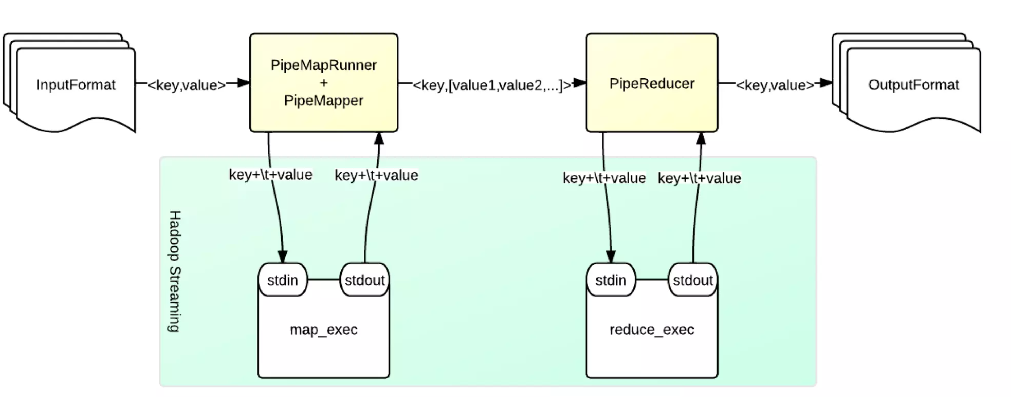 InputFormat
<key,value>
PipeMapRunner
+
PipeMapper
<key,[value1,value2,...]>
PipeReducer
<key,value>
OutputFormat
key+\t+value
key+\t+value
key+\t+value
key+\t+value
Hadoop Streaming
stdin
stdout
map_exec
stdin
stdout
reduce_exec